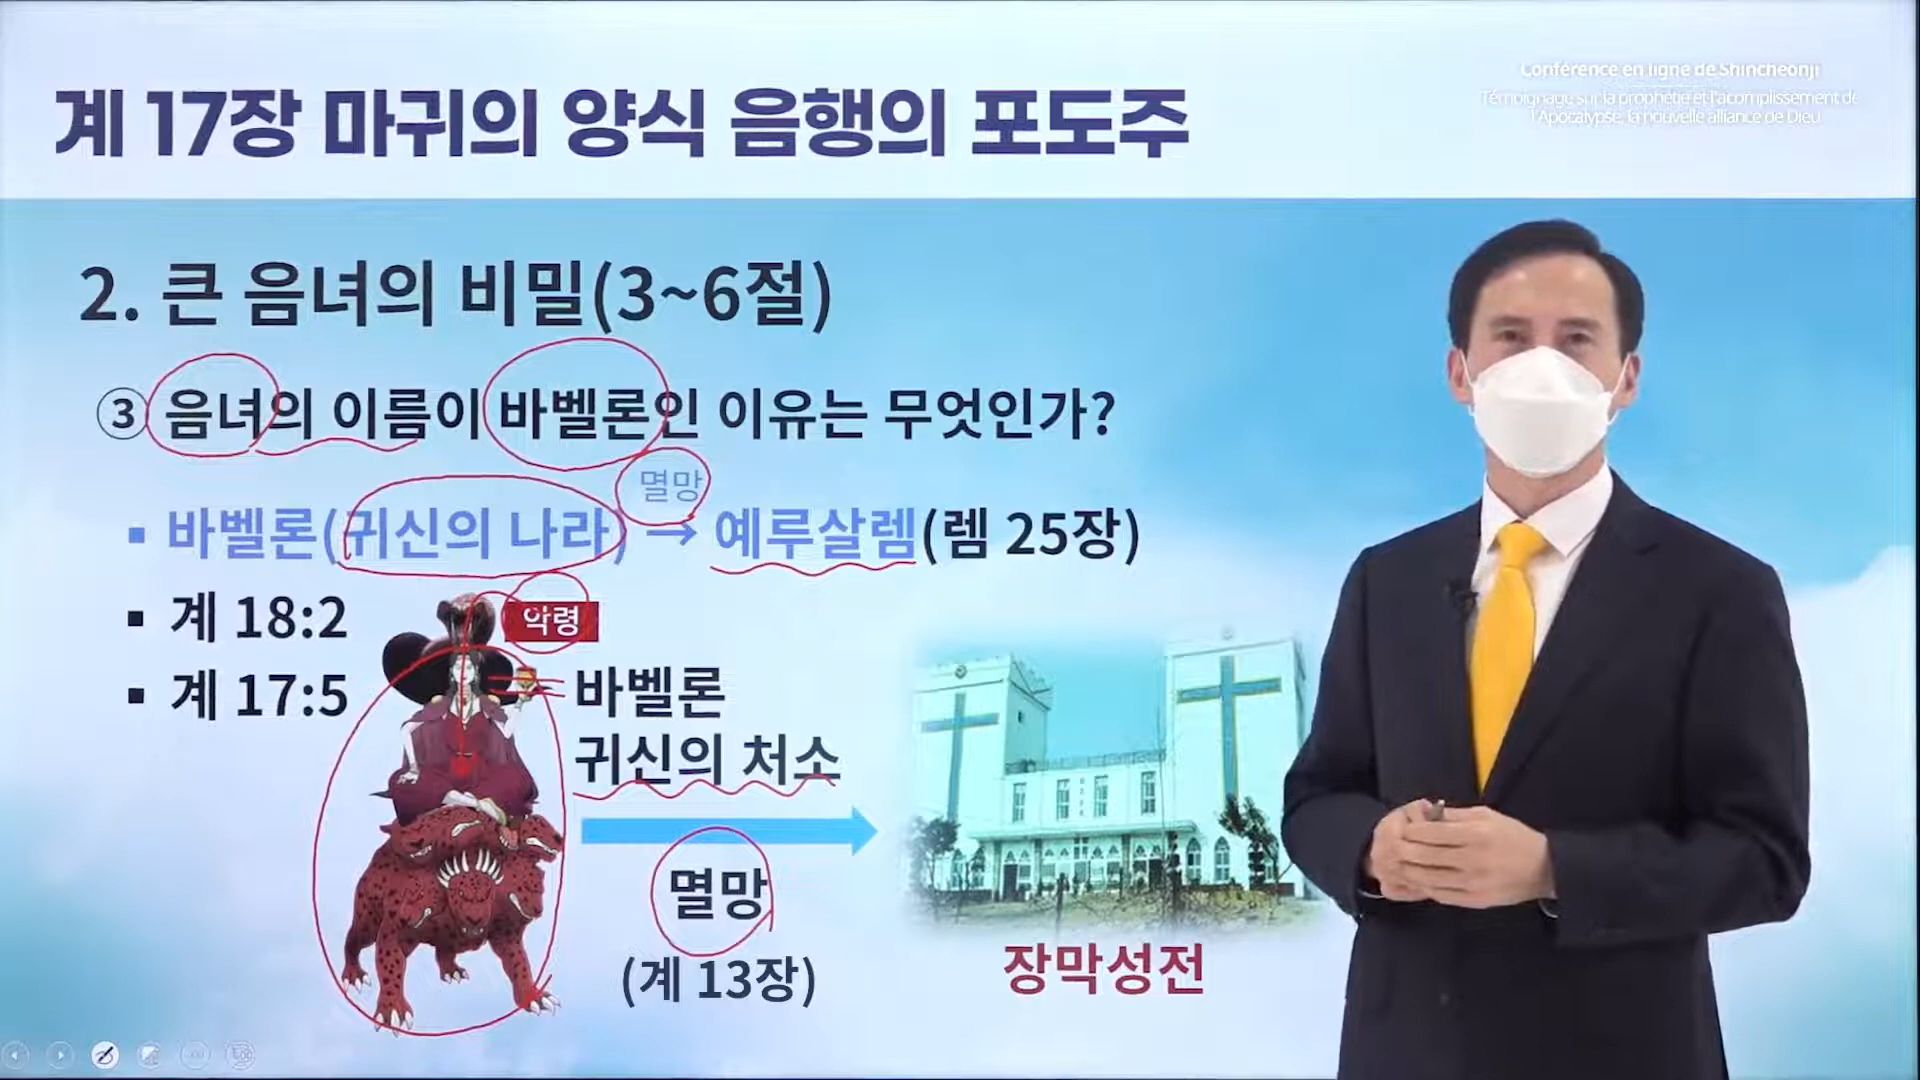 계 17장 마귀의 양식 음행의 포도주
Conférence en ligne de Shincheonji
Témoignage sur la prophétie et l'acomplissement de
l'Apocalypse, la nouvelle alliance de Dieu
2. 큰 음녀의 비밀(3~6절)
③ 음녀의 이름이 바벨론인 이유는 무엇인가?
멸망
▪ 바벨론(귀신의 나라) → 예루살렘(렘 25장)
▪ 계 18:2
악령
▪ 계 17:5
바벨론
귀신의 처소
멸망
(계 13장)
장막성전